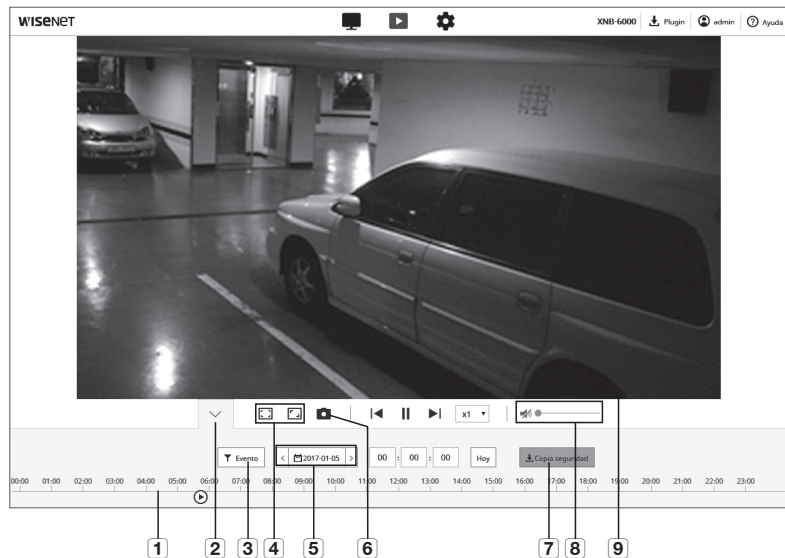 WISENET XNB-6000 Plugin admin Ayuda
x1
Evento 2017-01-05 00 : 00 : 00 Hoy Copia seguridad
00:00 01:00 02:00 03:00 04:00 05:00 06:00 07:00 08:00 09:00 10:00 11:00 12:00 13:00 14:00 15:00 16:00 17:00 18:00 19:00 20:00 21:00 22:00 23:00
1 2 3 4 5 6 7 8 9